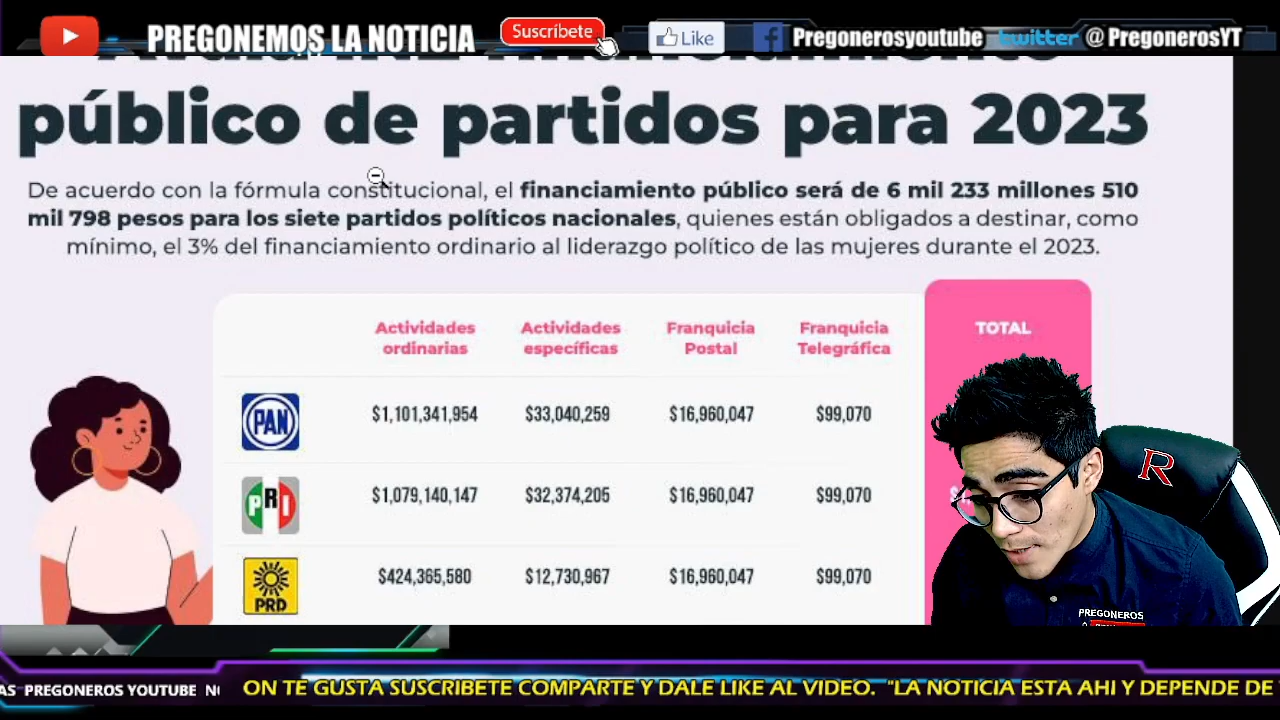 PREGONEMOS LA NOTICIA
Suscríbete
Like
Pregonerosyoutube
twitter
@ PregonerosYT
público de partidos para 2023
De acuerdo con la fórmula constitucional, el financiamiento público será de 6 mil 233 millones 510
mil 798 pesos para los siete partidos políticos nacionales, quienes están obligados a destinar, como
mínimo, el 3% del financiamiento ordinario al liderazgo político de las mujeres durante el 2023.
Actividades ordinarias
Actividades específicas
Franquicia Postal
Franquicia Telegráfica
TOTAL
PAN
$1,101,341,954 $33,040,259 $16,960,047 $99,070
PRI
$1,079,140,147 $32,374,205 $16,960,047 $99,070
PRD
$424,365,580 $12,730,967 $16,960,047 $99,070
R
PREGONEROS
AS PREGONEROS YOUTUBE
ON TE GUSTA SUSCRIBETE COMPARTE Y DALE LIKE AL VIDEO. "LA NOTICIA ESTA AHI Y DEPENDE DE